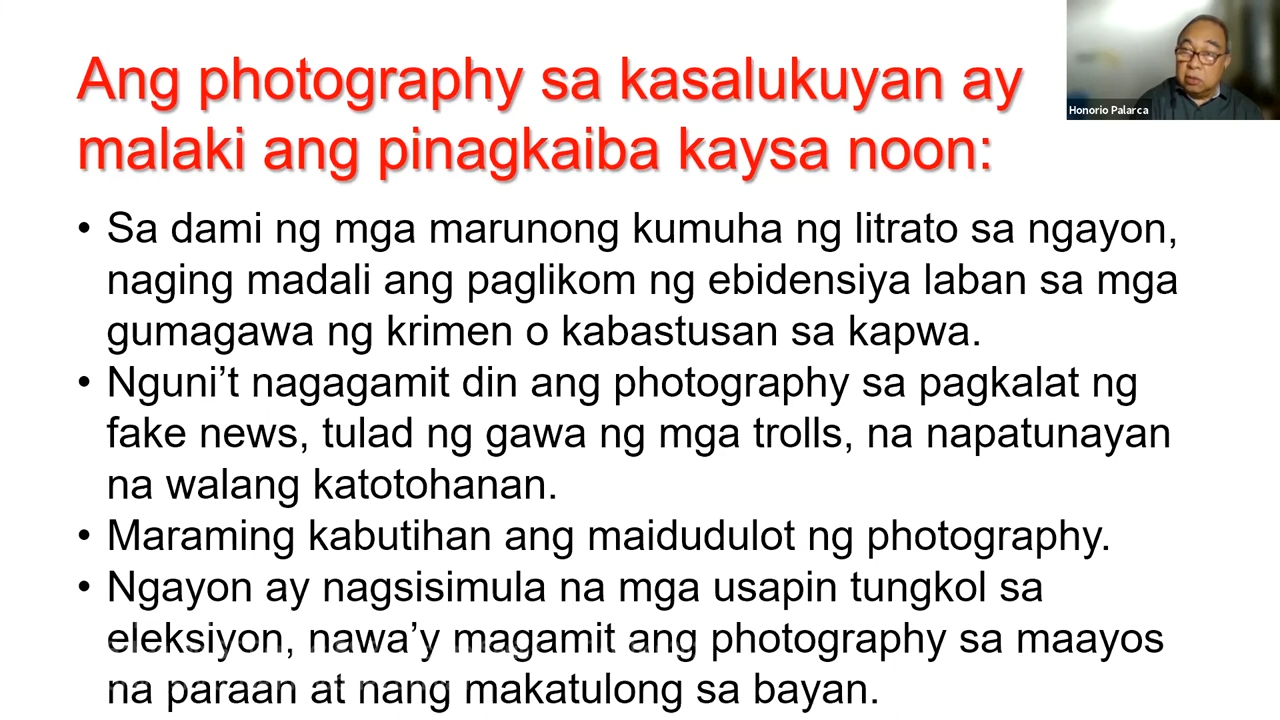 Ang photography sa kasalukuyan ay
malaki ang pinagkaiba kaysa noon:
Honorio Palarca
• Sa dami ng mga marunong kumuha ng litrato sa ngayon,
naging madali ang paglikom ng ebidensiya laban sa mga
gumagawa ng krimen o kabastusan sa kapwa.
• Nguni’t nagagamit din ang photography sa pagkalat ng
fake news, tulad ng gawa ng mga trolls, na napatunayan
na walang katotohanan.
• Maraming kabutihan ang maidudulot ng photography.
• Ngayon ay nagsisimula na mga usapin tungkol sa
eleksiyon, nawa’y magamit ang photography sa maayos
na paraan at nang makatulong sa bayan.